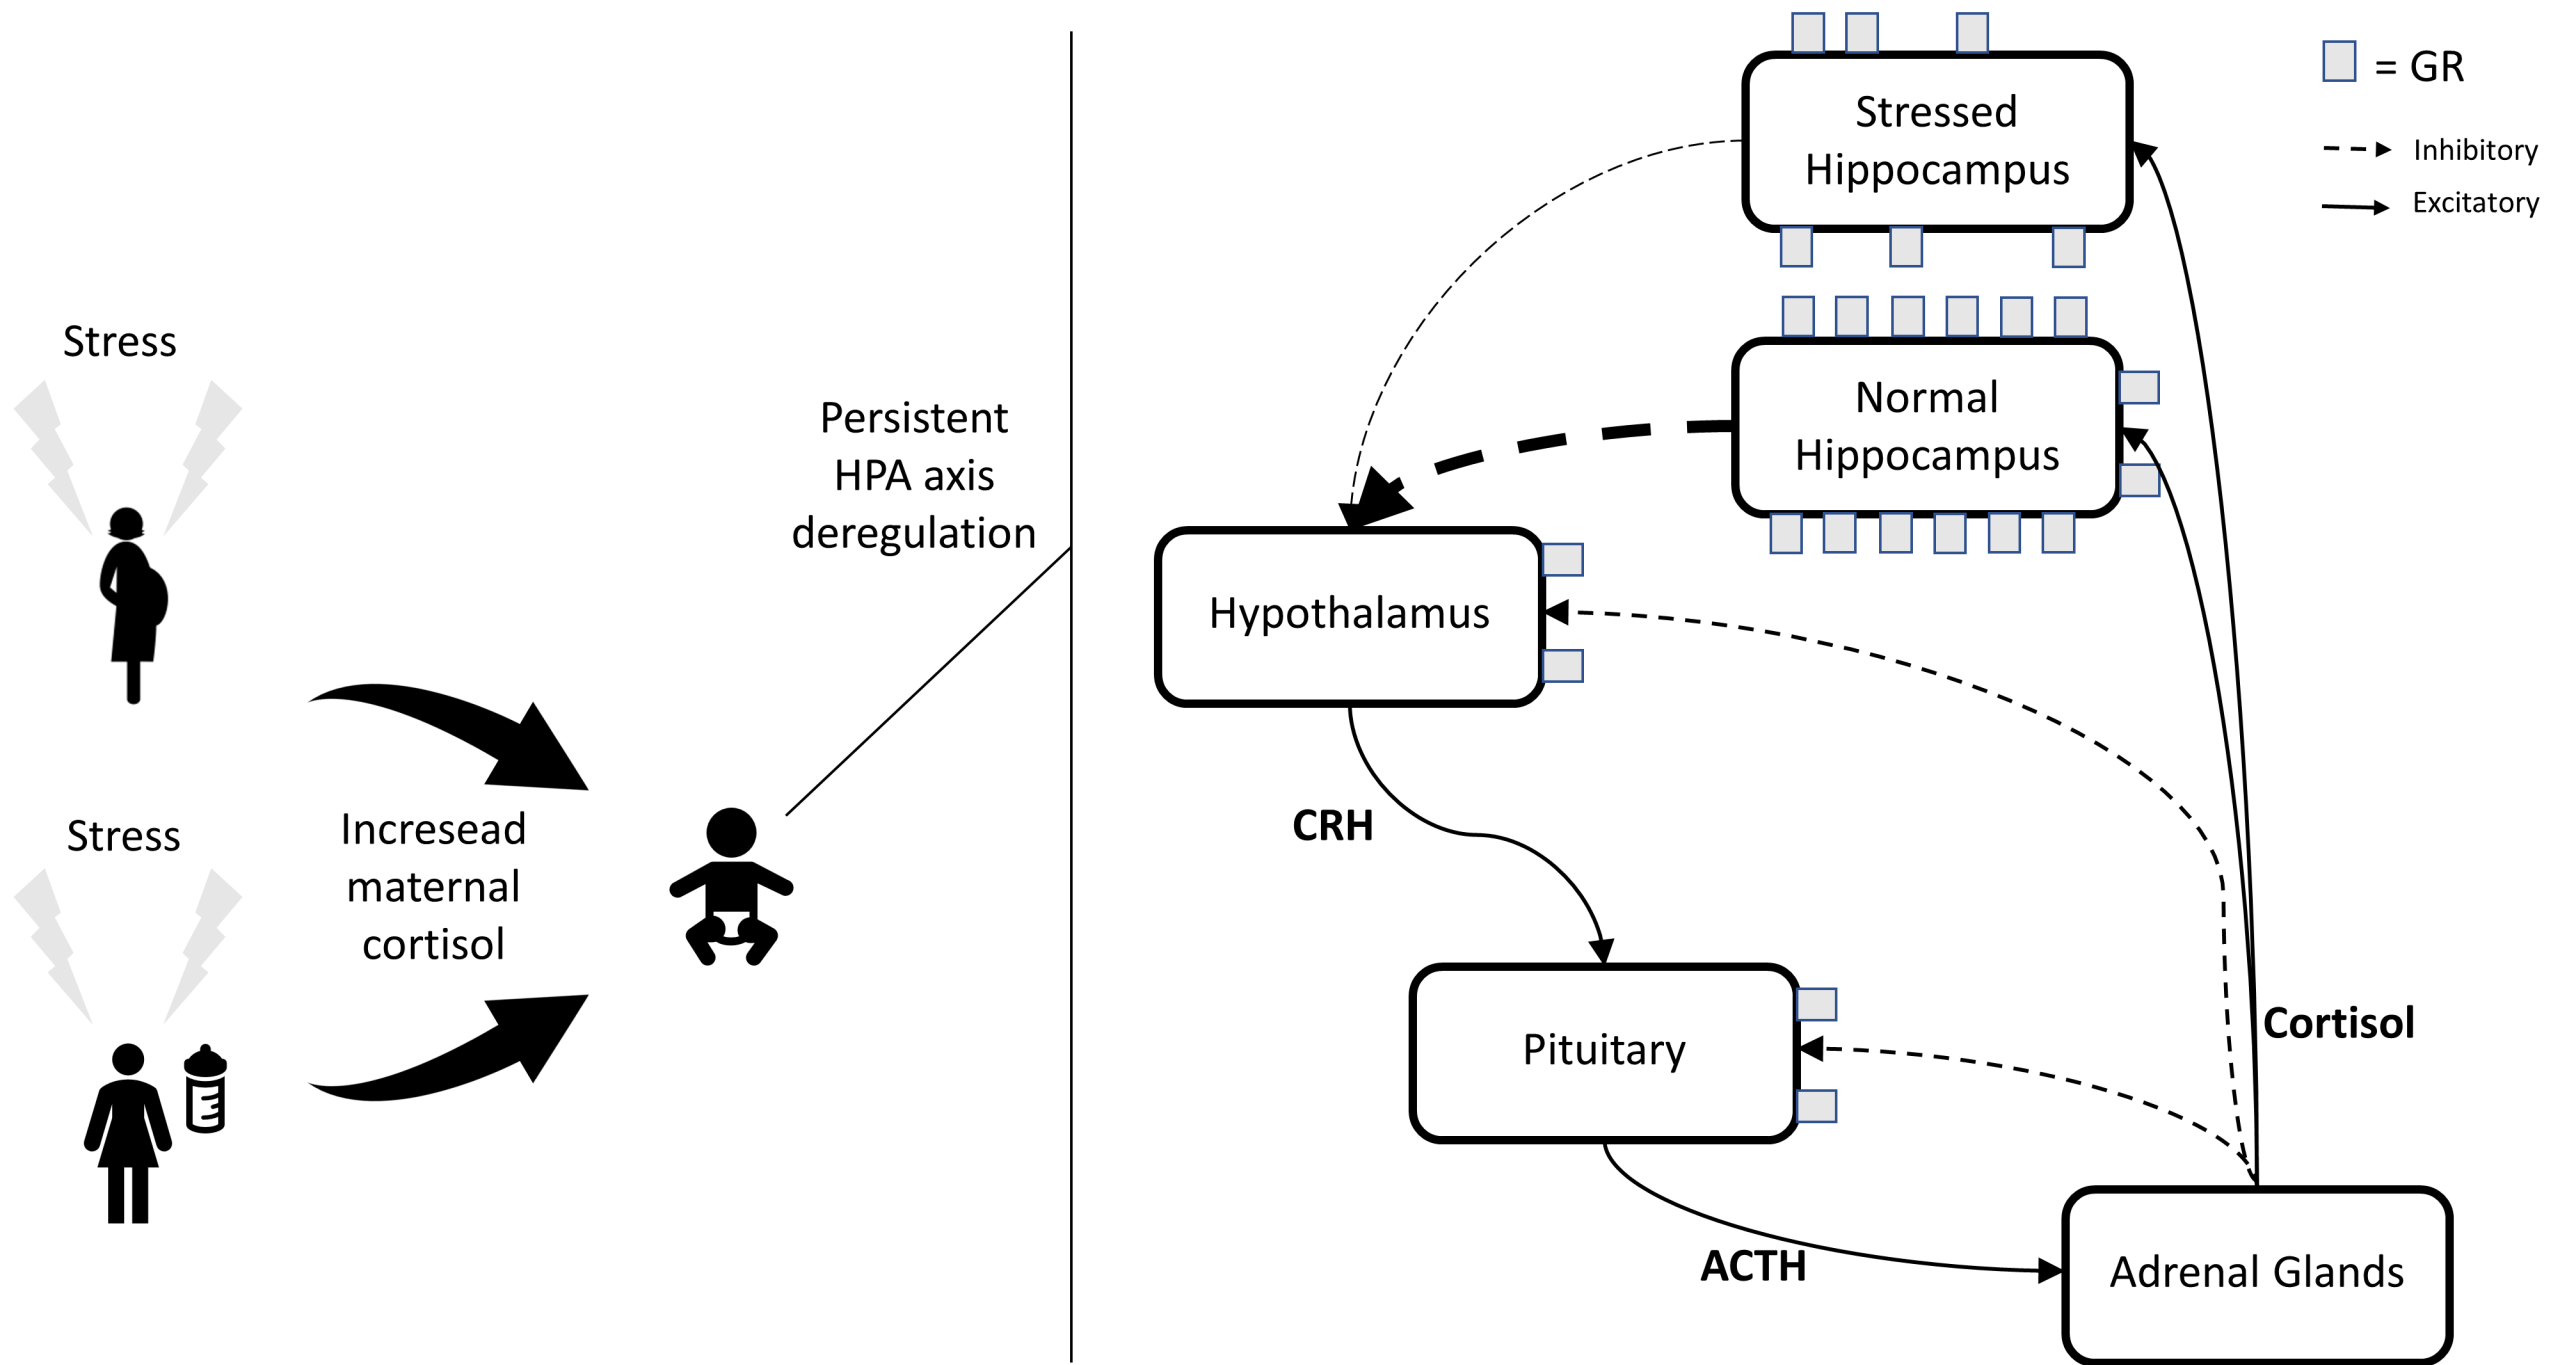 Stress
Stress
Incresead
maternal
cortisol
Persistent
HPA axis
deregulation
Stressed
Hippocampus
Normal
Hippocampus
Hypothalamus
CRH
Pituitary
ACTH
Adrenal Glands
Cortisol
= GR
Inhibitory
Excitatory